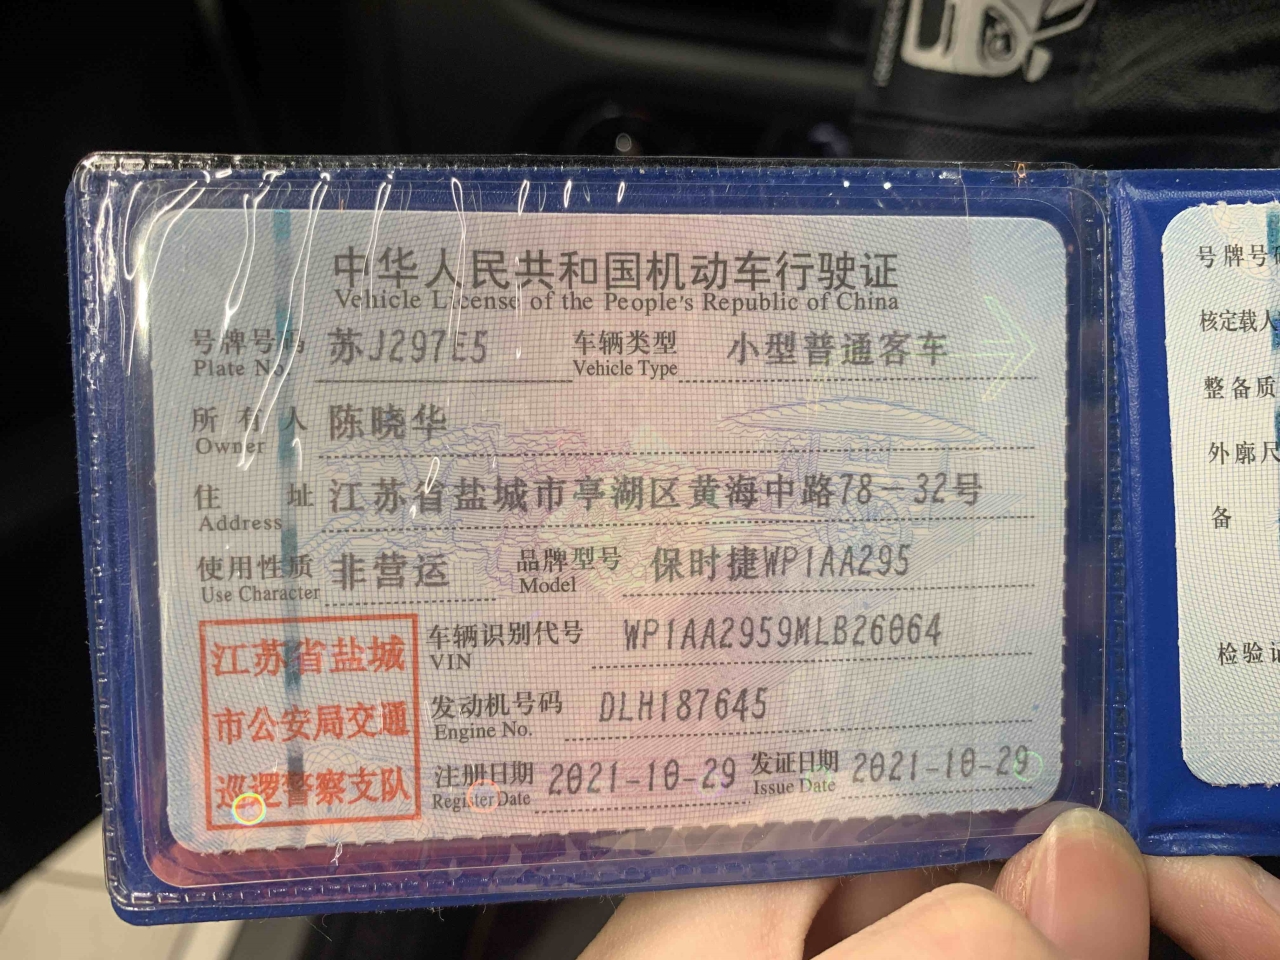 中华人民共和国机动车行驶证
Vehicle License of the People's Republic of China
号牌号码 苏J297E5 车辆类型 小型普通客车
Plate No. Vehicle Type
所有人 陈晓华
Owner
住址 江苏省盐城市亭湖区黄海中路78-32号
Address
使用性质 非营运 品牌型号 保时捷WP1AA295
Use Character Model
车辆识别代号 WP1AA2959MLB26064
VIN
发动机号码 DLH187645
Engine No.
注册日期 2021-10-29 发证日期 2021-10-29
Register Date Issue Date
江苏省盐城
市公安局交通
巡逻警察支队
号牌号码
核定载人
整备质
外廓尺
备
检验记